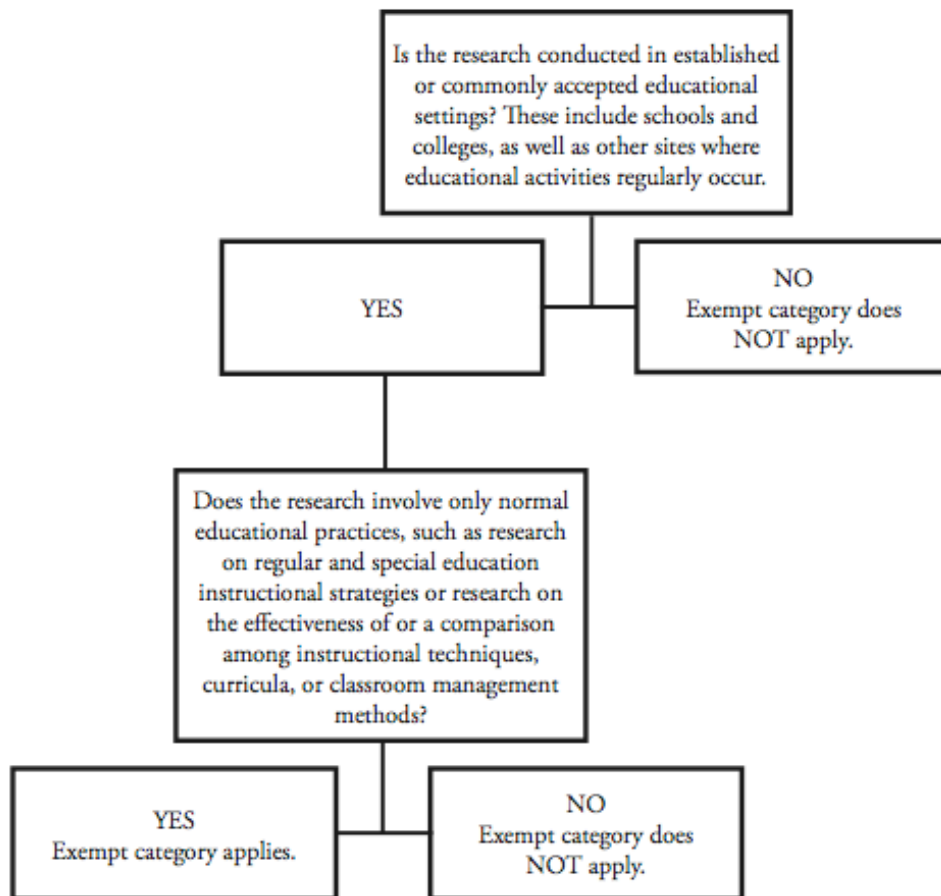 Is the research conducted in established
or commonly accepted educational
settings? These include schools and
colleges, as well as other sites where
educational activities regularly occur.
YES
NO
Exempt category does
NOT apply.
Does the research involve only normal
educational practices, such as research
on regular and special education
instructional strategies or research on
the effectiveness of or a comparison
among instructional techniques,
curricula, or classroom management
methods?
YES
Exempt category applies.
NO
Exempt category does
NOT apply.